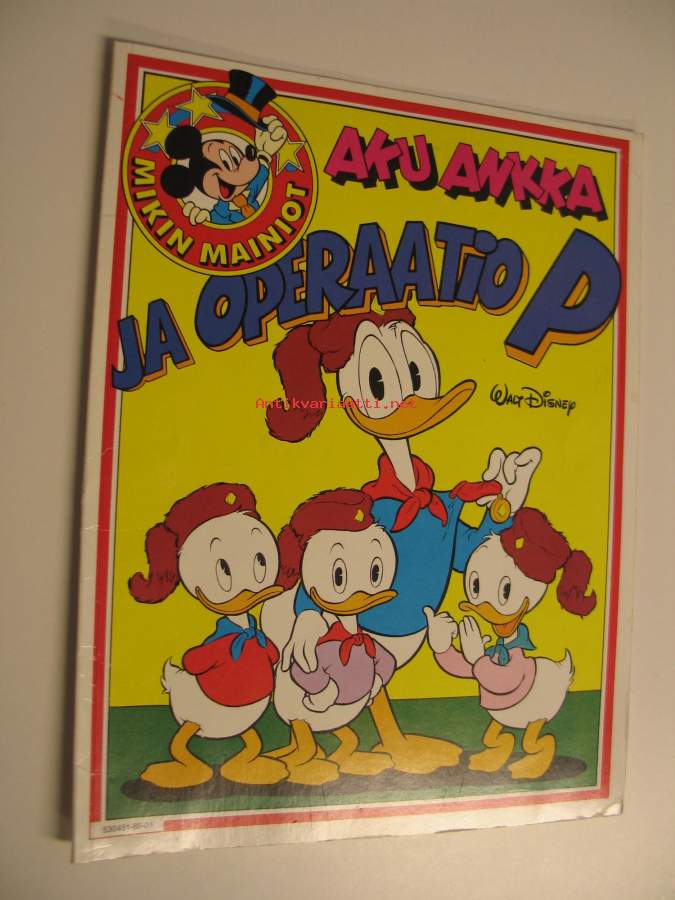 MIKIN MAINIOT
AKU ANKKA
JA OPERAATIO P
Antikvariaatti.net
WALT DISNEY